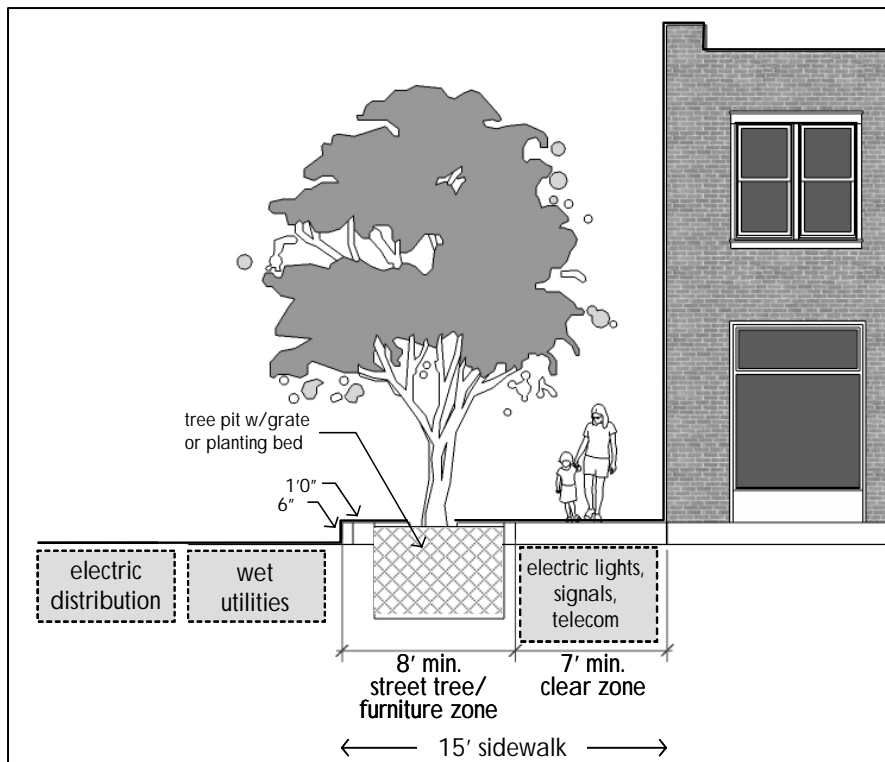 tree pit w/grate
or planting bed
1'0"
6"
electric
distribution
wet
utilities
electric lights,
signals,
telecom
8' min.
street tree/
furniture zone
7' min.
clear zone
15' sidewalk